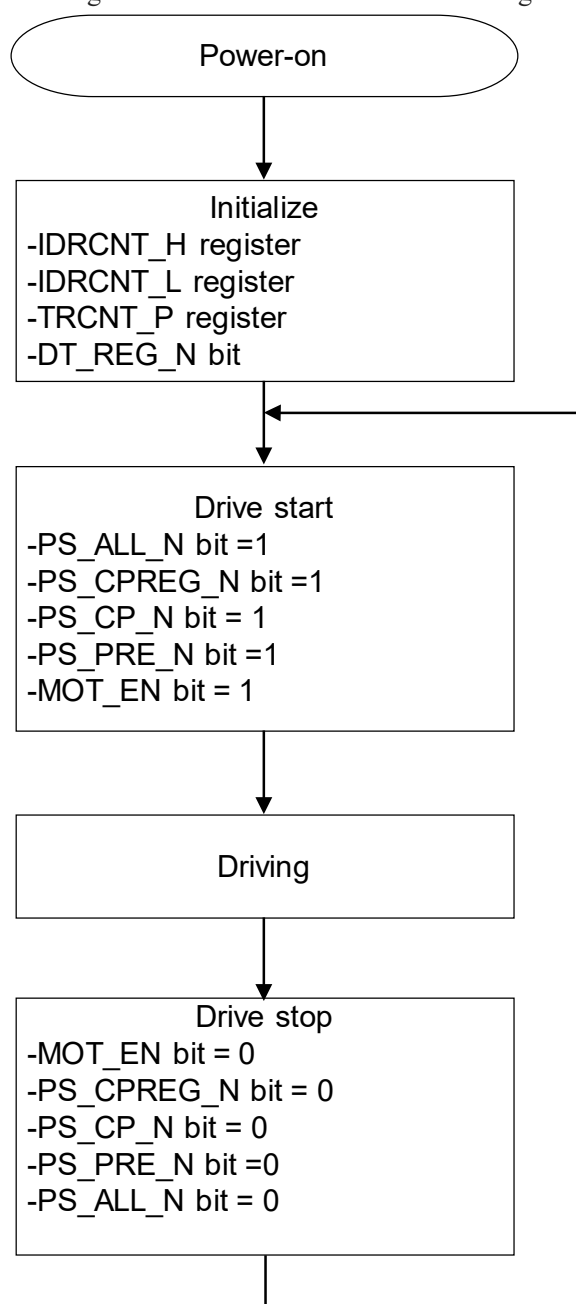 Power-on
Initialize
-IDRCNT_H register
-IDRCNT_L register
-TRCNT_P register
-DT_REG_N bit
Drive start
-PS_ALL_N bit =1
-PS_CPREG_N bit =1
-PS_CP_N bit = 1
-PS_PRE_N bit =1
-MOT_EN bit = 1
Driving
Drive stop
-MOT_EN bit = 0
-PS_CPREG_N bit = 0
-PS_CP_N bit = 0
-PS_PRE_N bit =0
-PS_ALL_N bit = 0